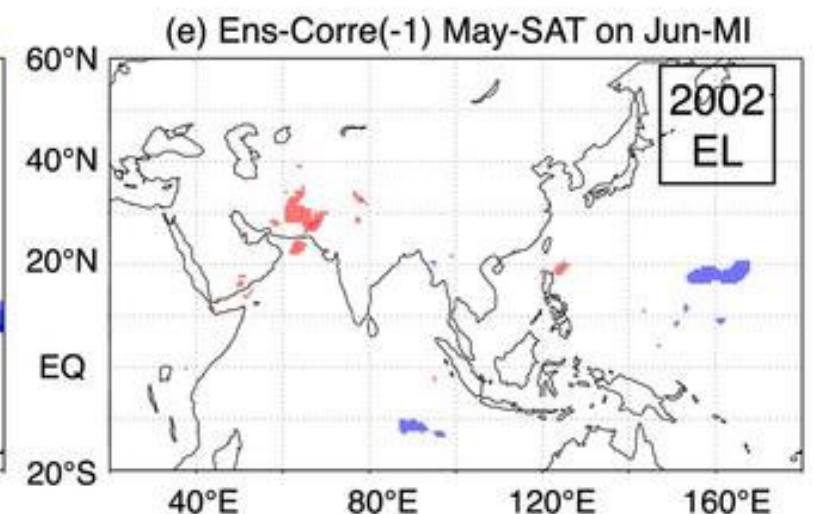 (e) Ens-Corre(-1) May-SAT on Jun-MI
60°N
2002
EL
40°N
20°N
EQ
20°S
40°E 80°E 120°E 160°E